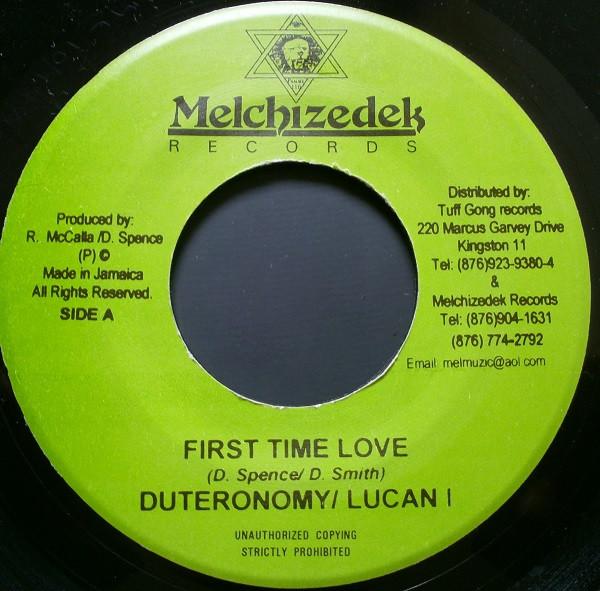 Melchizedek
RECORDS
Produced by:
R. McCalla /D. Spence
(P) ©
Made in Jamaica
All Rights Reserved.
SIDE A
Distributed by:
Tuff Gong records
220 Marcus Garvey Drive
Kingston 11
Tel: (876)923-9380-4
&
Melchizedek Records
Tel: (876)904-1631
(876) 774-2792
Email: melmuzic@aol.com
FIRST TIME LOVE
(D. Spence/ D. Smith)
DUTERONOMY/ LUCAN I
UNAUTHORIZED COPYING
STRICTLY PROHIBITED